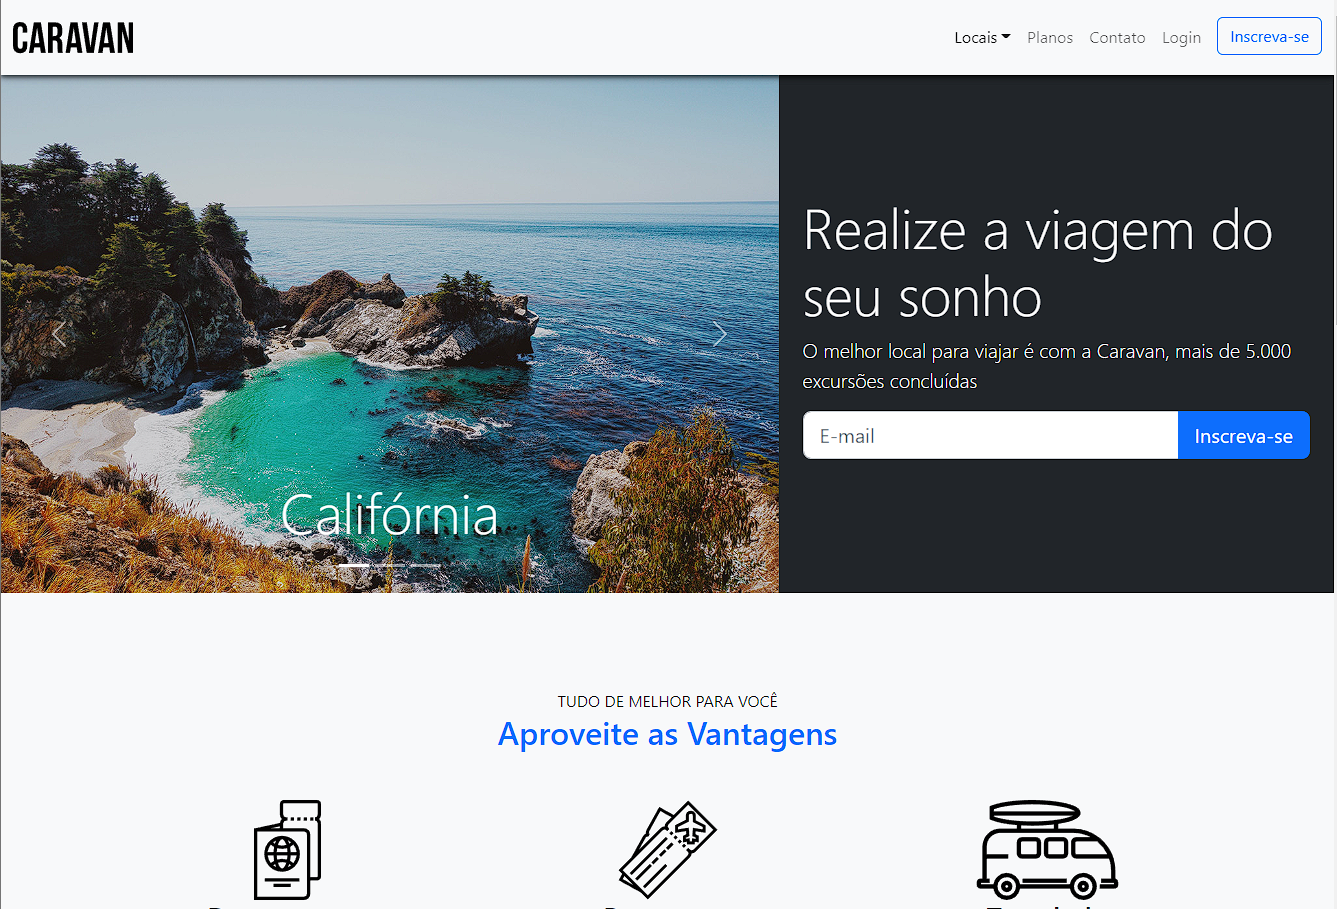 CARAVAN
Locais Planos Contato Login Inscreva-se
Califórnia
Realize a viagem do
seu sonho
O melhor local para viajar é com a Caravan, mais de 5.000
excursões concluídas
E-mail Inscreva-se
TUDO DE MELHOR PARA VOCÊ
Aproveite as Vantagens